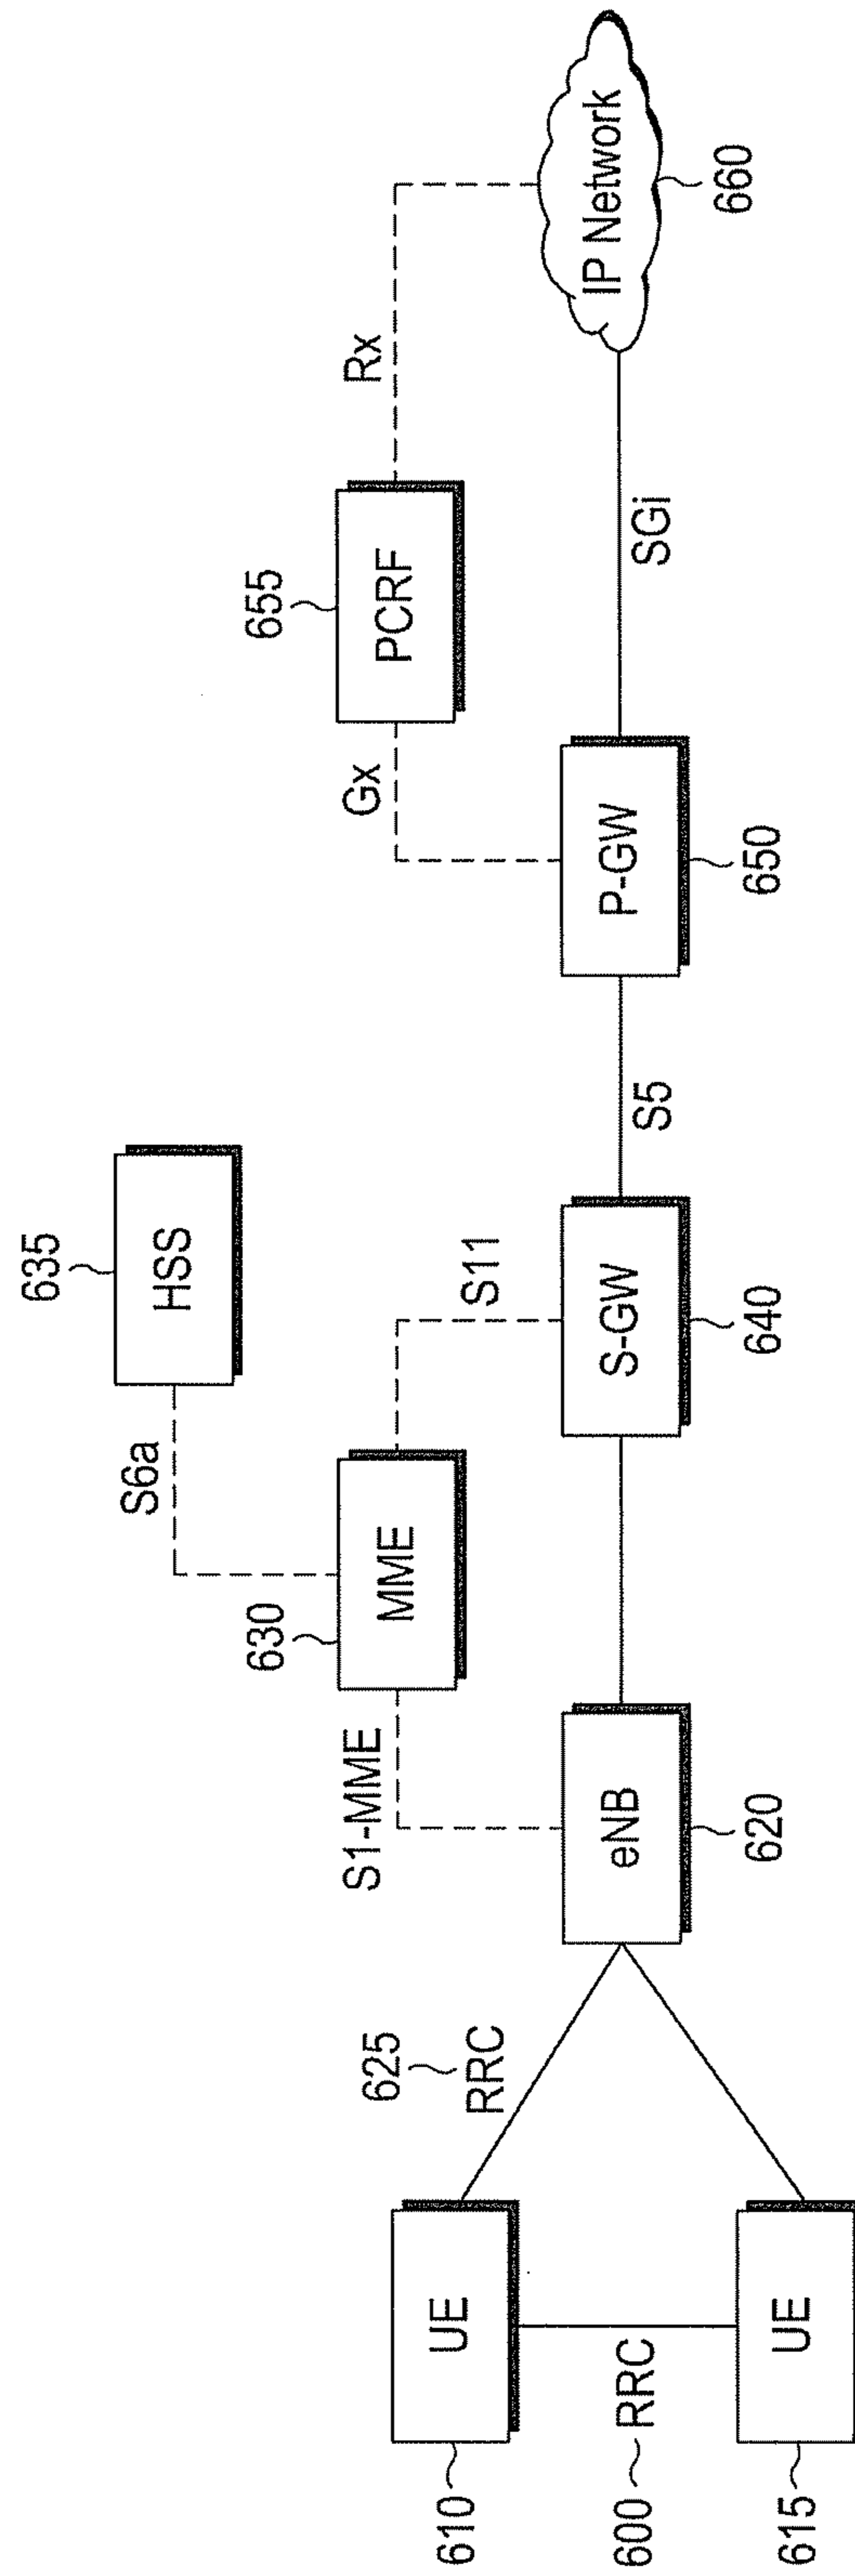 635
HSS
S6a
655
PCRF
Rx
Gx
630
MME
S1-MME
S11
625
RRC
610
UE
600
RRC
615
UE
eNB
620
S-GW
640
S5
P-GW
650
SGi
IP Network
660